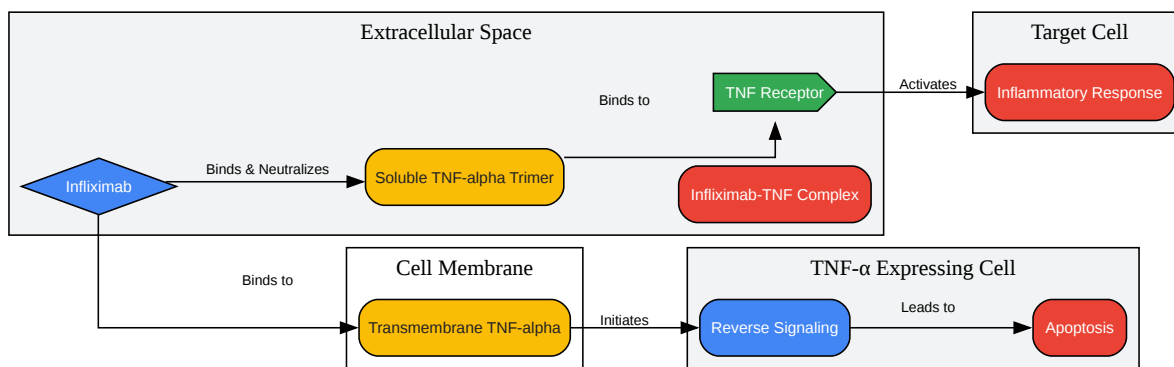 Extracellular Space
Target Cell
TNF Receptor
Activates
Inflammatory Response
Binds to
Infliximab
Binds & Neutralizes
Soluble TNF-alpha Trimer
Infliximab-TNF Complex
Cell Membrane
TNF-α Expressing Cell
Binds to
Transmembrane TNF-alpha
Initiates
Reverse Signaling
Leads to
Apoptosis